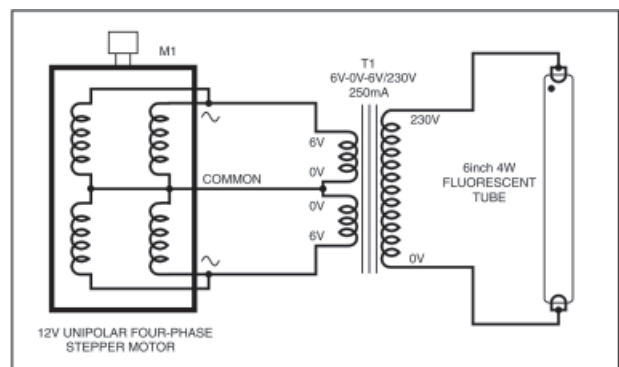 M1
T1
6V-0V-6V/230V
250mA
230V
6V
0V
COMMON
0V
6V
0V
6inch 4W
FLUORESCENT
TUBE
12V UNIPOLAR FOUR-PHASE
STEPPER MOTOR